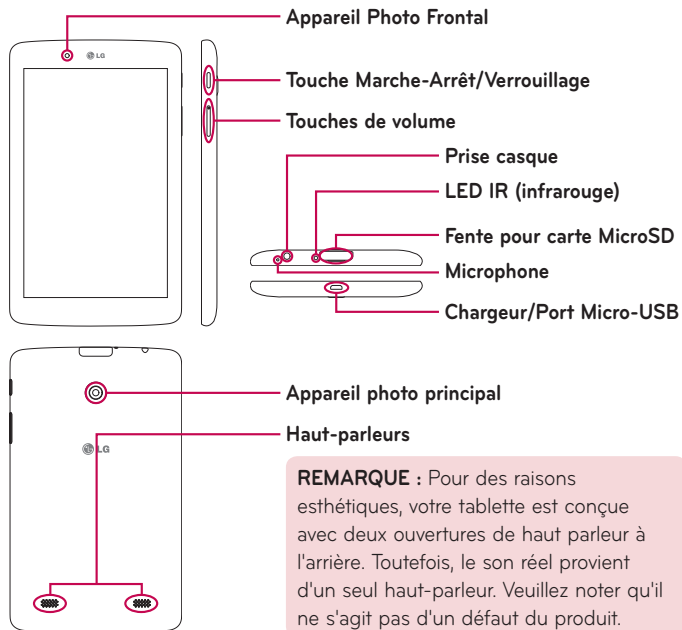 Appareil Photo Frontal
LG
Touche Marche-Arrêt/Verrouillage
Touches de volume
Prise casque
LED IR (infrarouge)
Fente pour carte MicroSD
Microphone
Chargeur/Port Micro-USB
Appareil photo principal
Haut-parleurs
LG
REMARQUE : Pour des raisons
esthétiques, votre tablette est conçue
avec deux ouvertures de haut parleur à
l'arrière. Toutefois, le son réel provient
d'un seul haut-parleur. Veuillez noter qu'il
ne s'agit pas d'un défaut du produit.